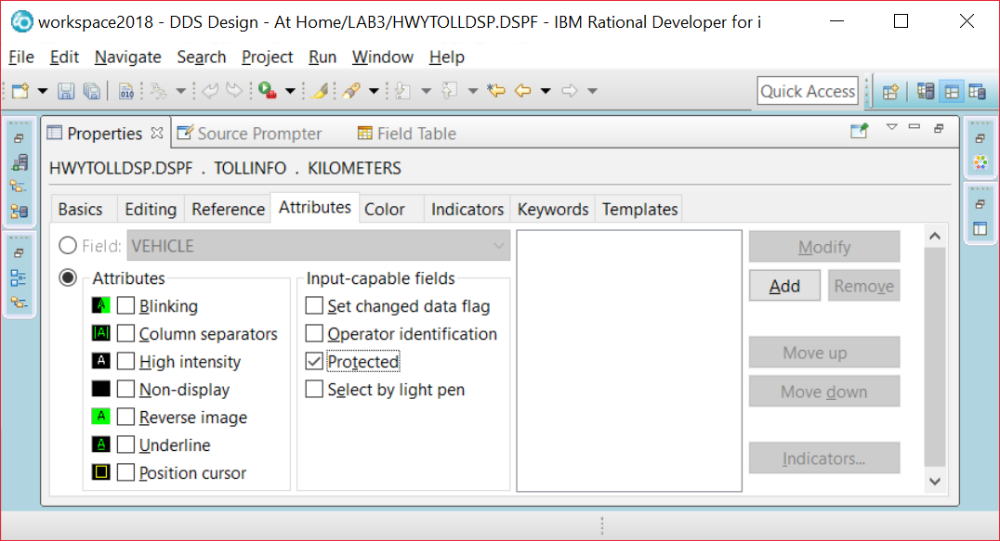 workspace2018 - DDS Design - At Home/LAB3/HWYTOLLDSP.DSPF - IBM Rational Developer for i
File Edit Navigate Search Project Run Window Help
010 Quick Access
Properties Source Prompter Field Table
HWYTOLLDSP.DSPF . TOLLINFO . KILOMETERS
Basics Editing Reference Attributes Color Indicators Keywords Templates
Field: VEHICLE Modify
Attributes Input-capable fields Add Remove
A Blinking Set changed data flag
A Column separators Operator identification
A High intensity Protected Move up
Non-display Select by light pen Move down
A Reverse image
A Underline Indicators...
Position cursor